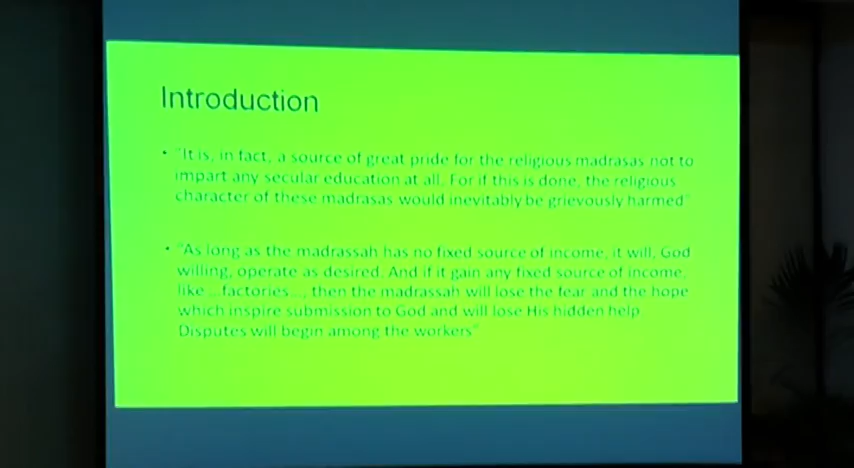 Introduction
• "It is, in fact, a source of great pride for the religious madrasas not to
impart any secular education at all. For if this is done, the religious
character of these madrasas would inevitably be grievously harmed"
• "As long as the madrassah has no fixed source of income, it will, God
willing, operate as desired. And if it gain any fixed source of income,
like ...factories..., then the madrassah will lose the fear and the hope
which inspire submission to God and will lose His hidden help
Disputes will begin among the workers"